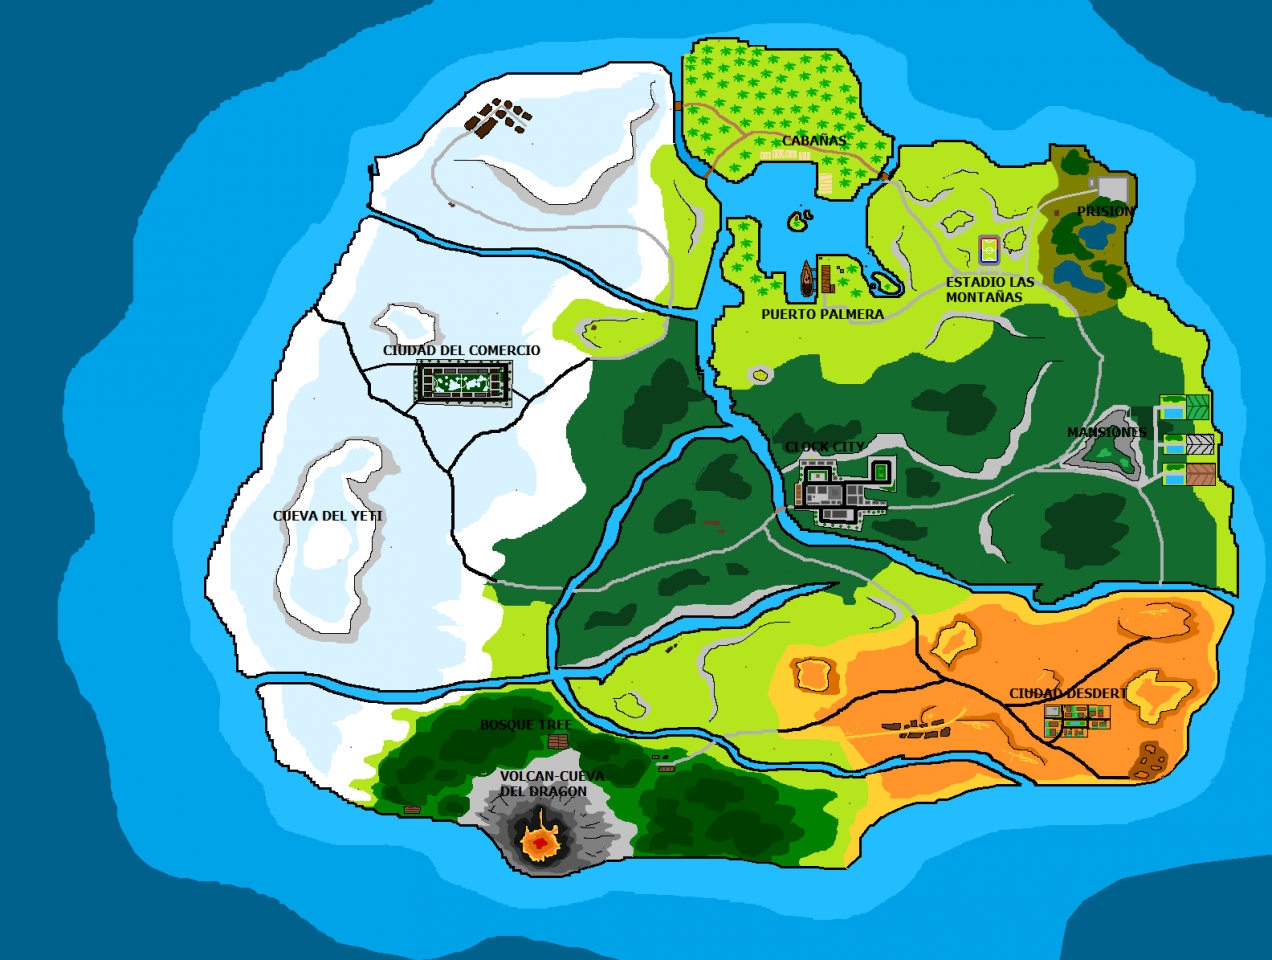 CABAÑAS
PRISION
ESTADIO LAS
MONTAÑAS
PUERTO PALMERA
CIUDAD DEL COMERCIO
MANSIONES
CLOCK CITY
CUEVA DEL YETI
CIUDAD DESDERT
BOSQUE TREE
VOLCAN-CUEVA
DEL DRAGON